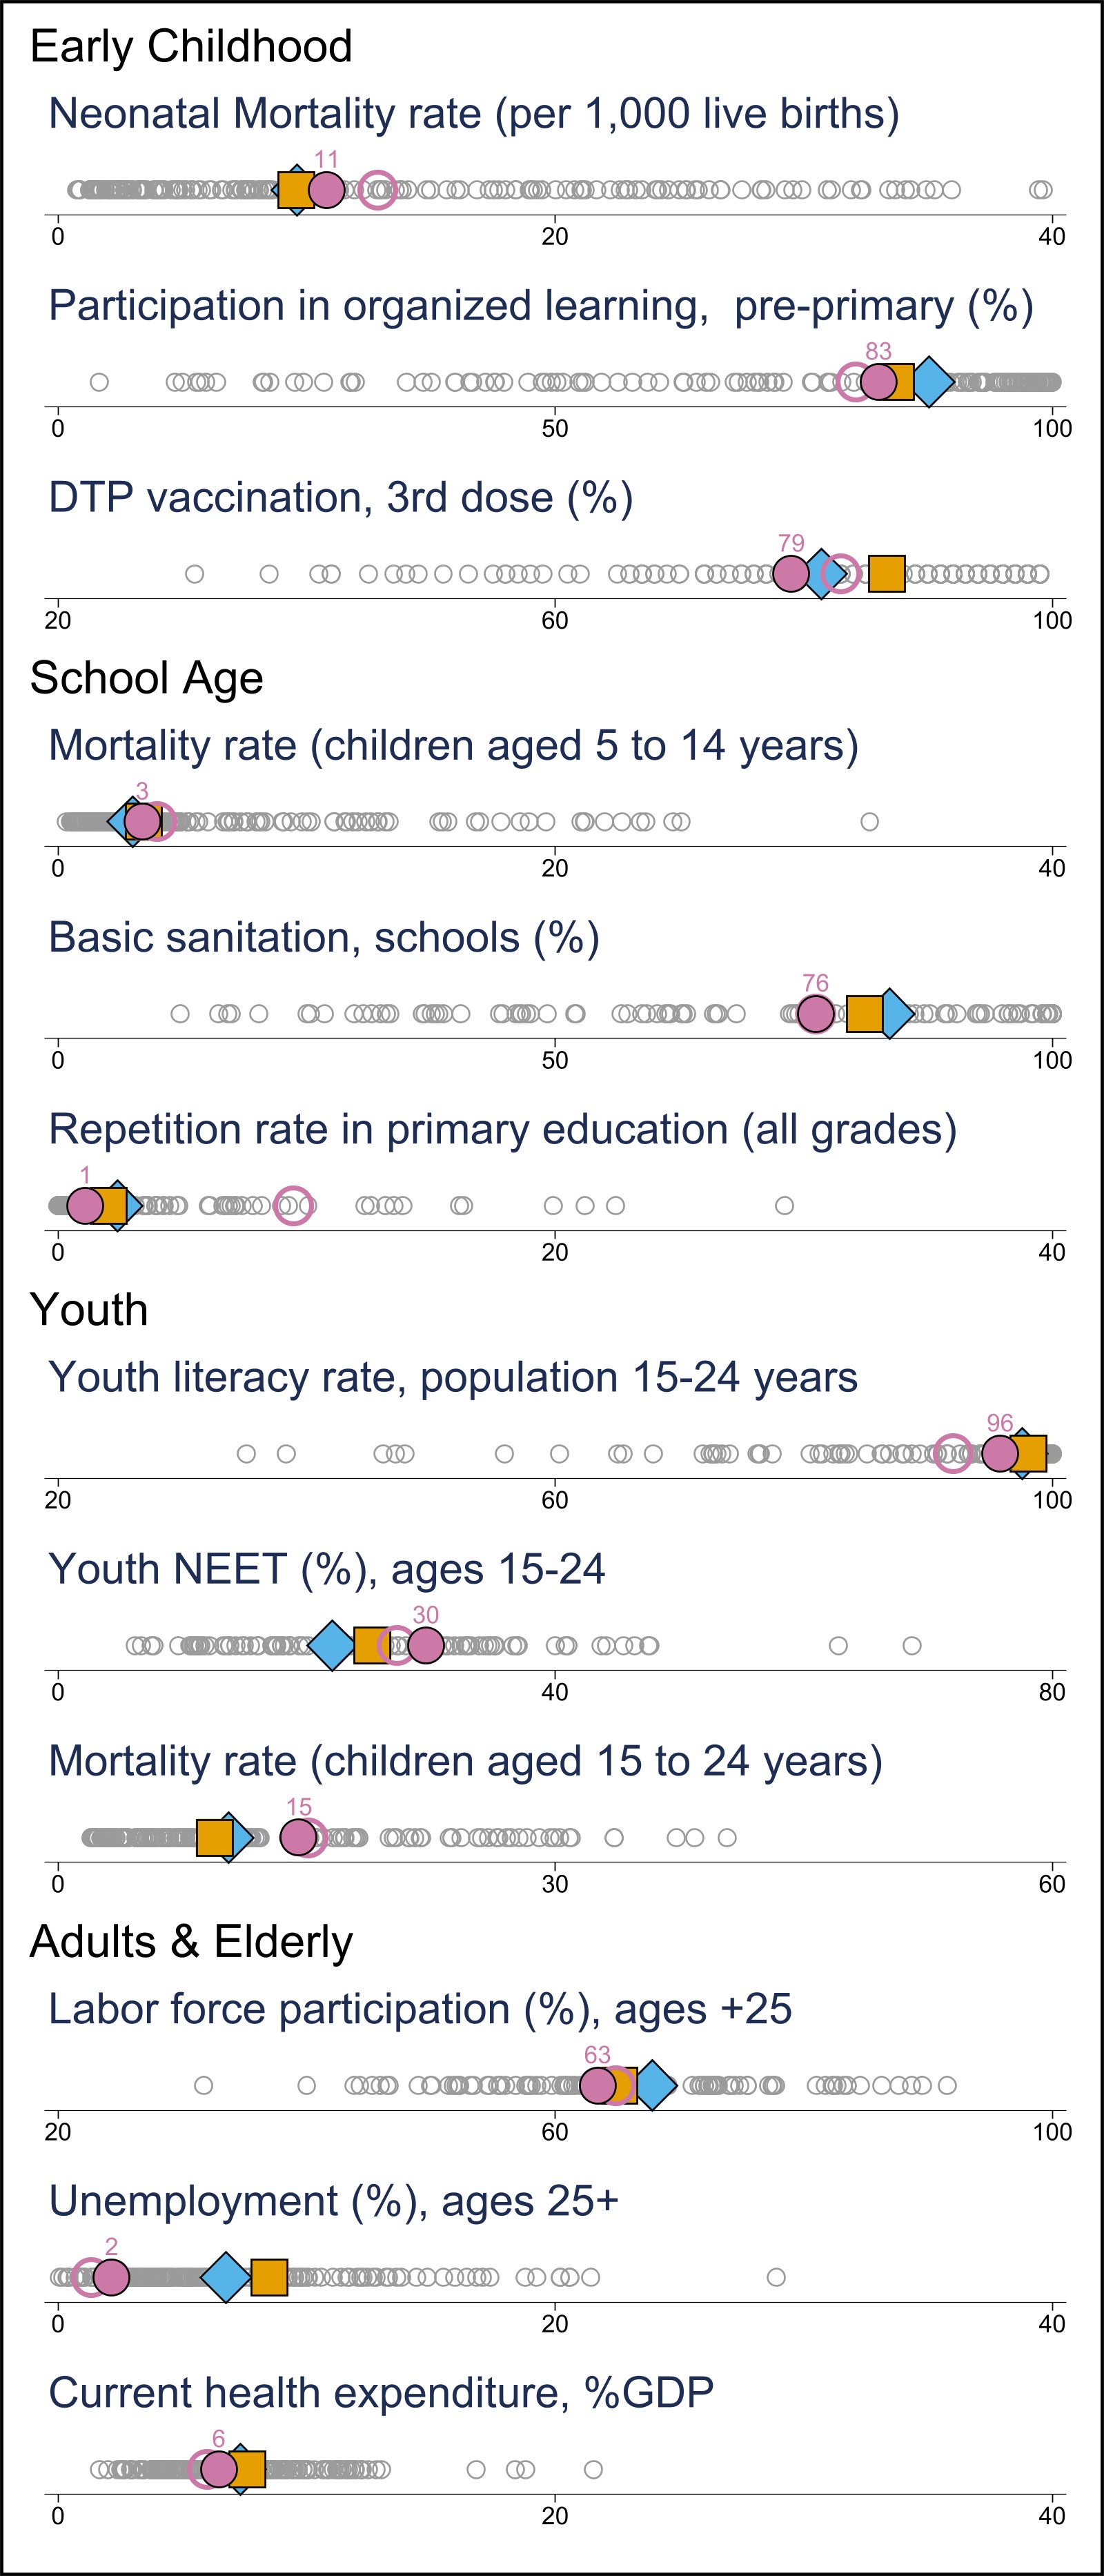 Early Childhood
Neonatal Mortality rate (per 1,000 live births)
11
0 20 40
Participation in organized learning,  pre-primary (%)
83
0 50 100
DTP vaccination, 3rd dose (%)
79
20 60 100
School Age
Mortality rate (children aged 5 to 14 years)
3
0 20 40
Basic sanitation, schools (%)
76
0 50 100
Repetition rate in primary education (all grades)
1
0 20 40
Youth
Youth literacy rate, population 15-24 years
96
20 60 100
Youth NEET (%), ages 15-24
30
0 40 80
Mortality rate (children aged 15 to 24 years)
15
0 30 60
Adults & Elderly
Labor force participation (%), ages +25
63
20 60 100
Unemployment (%), ages 25+
2
0 20 40
Current health expenditure, %GDP
6
0 20 40